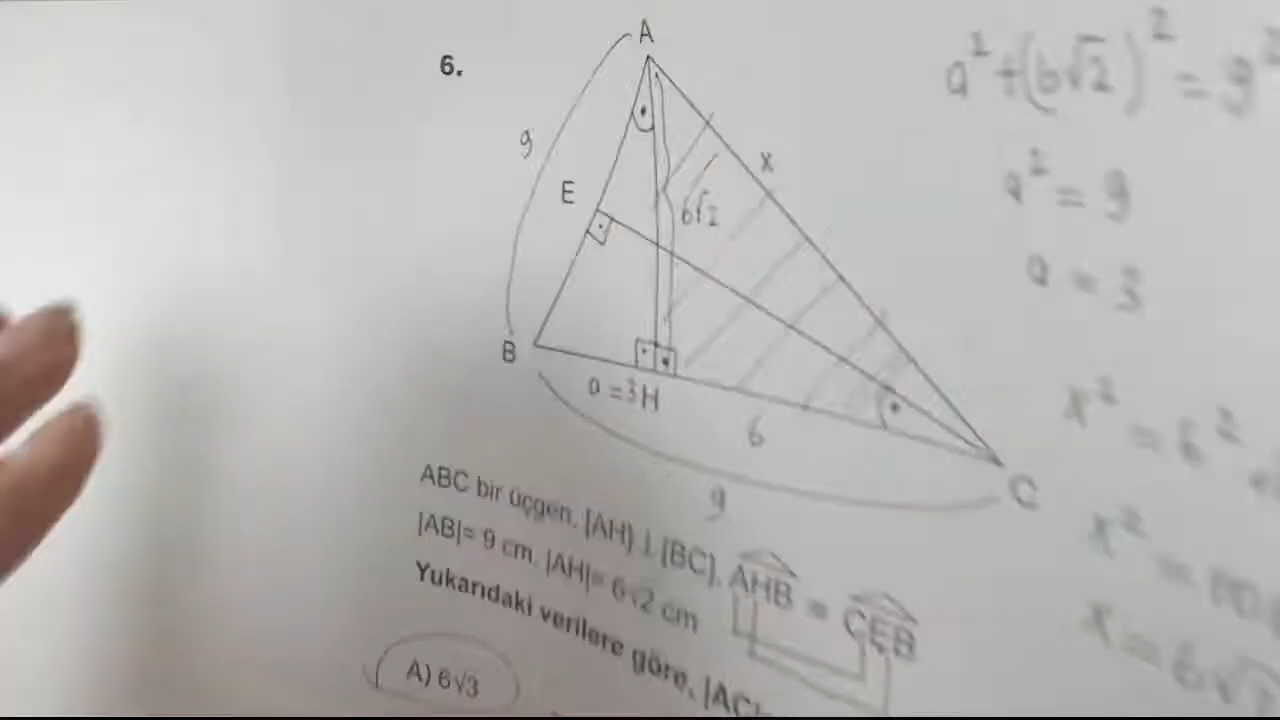 6.
A
9
E
x
6√2
B
a = 3
H
6
9
C
ABC bir üçgen, [AH] ⊥ [BC], AHB ≅ CEB
|AB|= 9 cm, |AH|= 6√2 cm
Yukarıdaki verilere göre, |AC|
A) 6√3
a² + (6√2)² = 9²
a² = 9
a = 3
x² = 6²
x² =
x = 6√